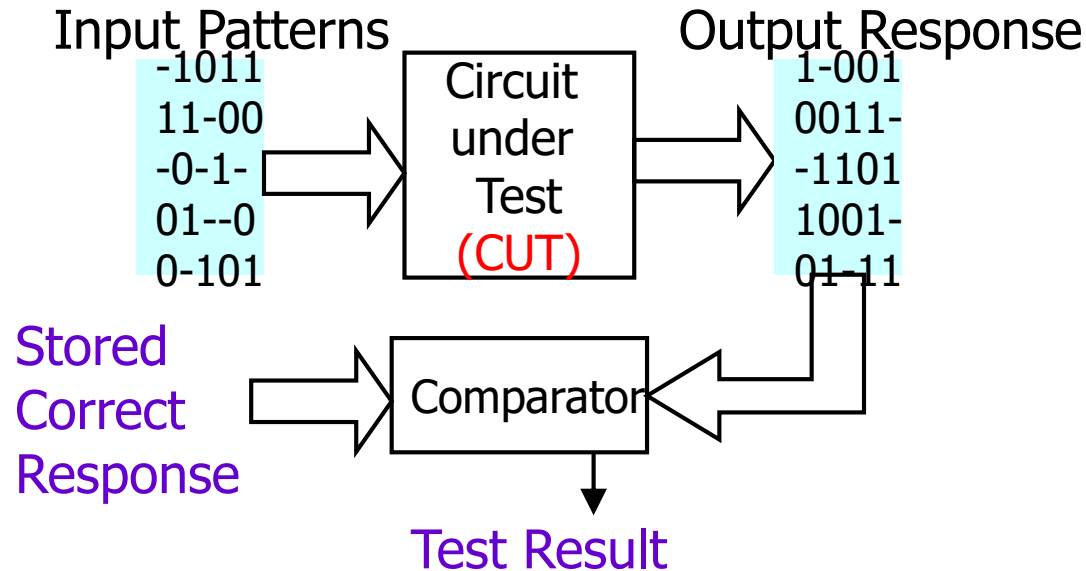 Input Patterns
-1011
11-00
-0-1-
01--0
0-101
Circuit
under
Test
(CUT)
Output Response
1-001
0011-
-1101
1001-
01-11
Stored
Correct
Response
Comparator
Test Result